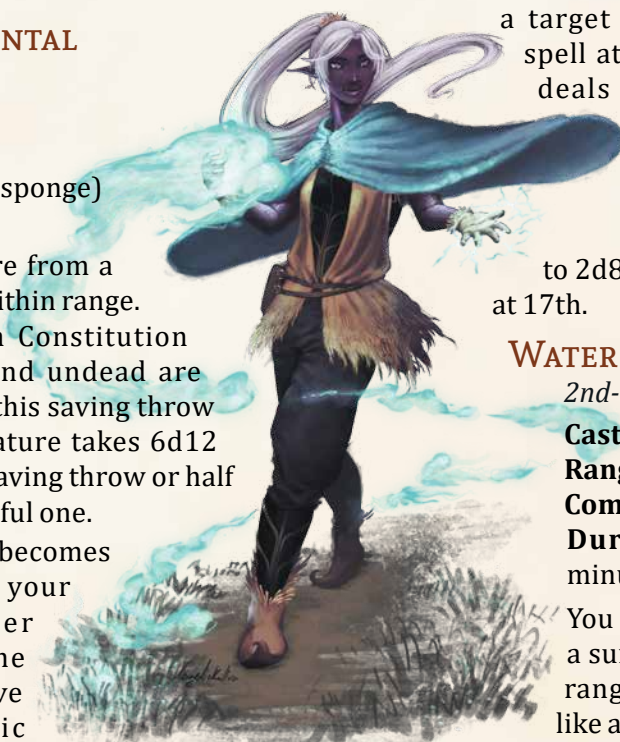 NTAL
sponge)
re from a
ithin range.
Constitution
nd undead are
this saving throw
ature takes 6d12
aving throw or half
ful one.
becomes
your
er
ne
ve
ic
a target
spell at
deals
to 2d8
at 17th.
WATER
2nd-
Cast
Rang
Com
Dur
minu
You
a su
rang
like a